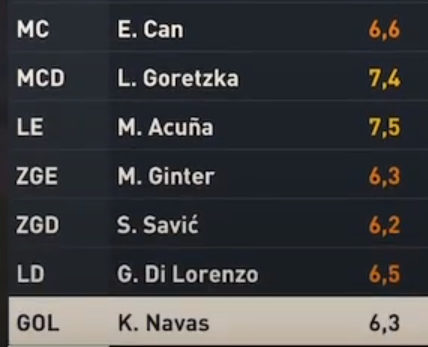 MC E. Can 6,6
MCD L. Goretzka 7,4
LE M. Acuña 7,5
ZGE M. Ginter 6,3
ZGD S. Savić 6,2
LD G. Di Lorenzo 6,5
GOL K. Navas 6,3